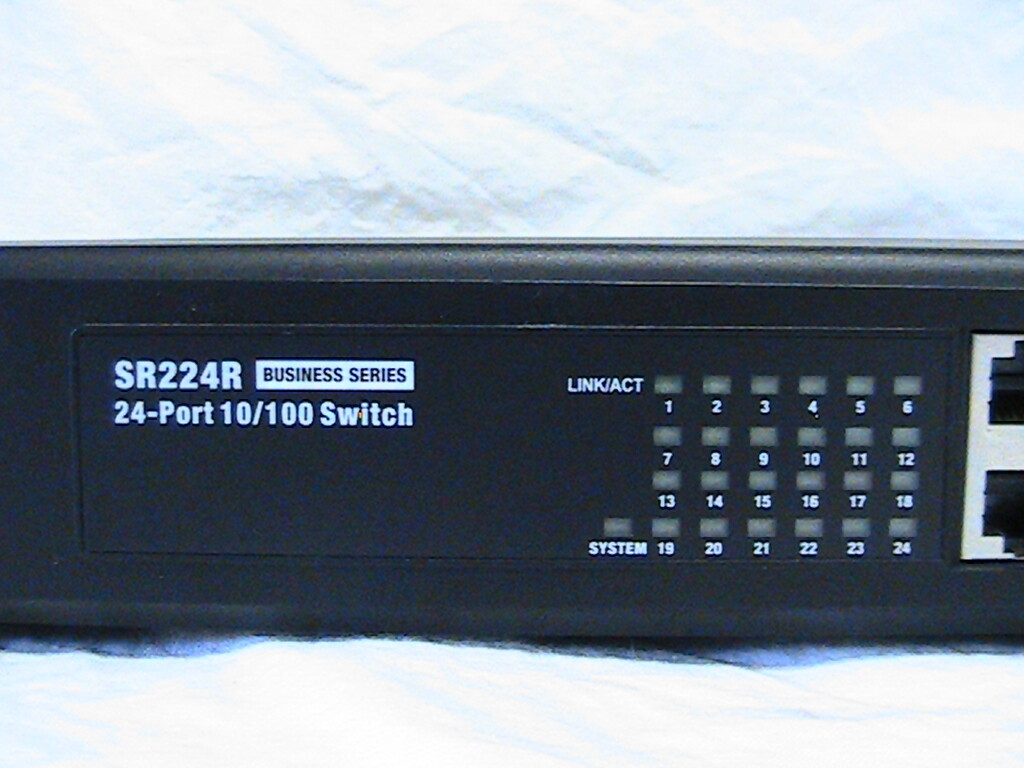 SR224R BUSINESS SERIES
24-Port 10/100 Switch
LINK/ACT
1 2 3 4 5 6
7 8 9 10 11 12
13 14 15 16 17 18
SYSTEM 19 20 21 22 23 24